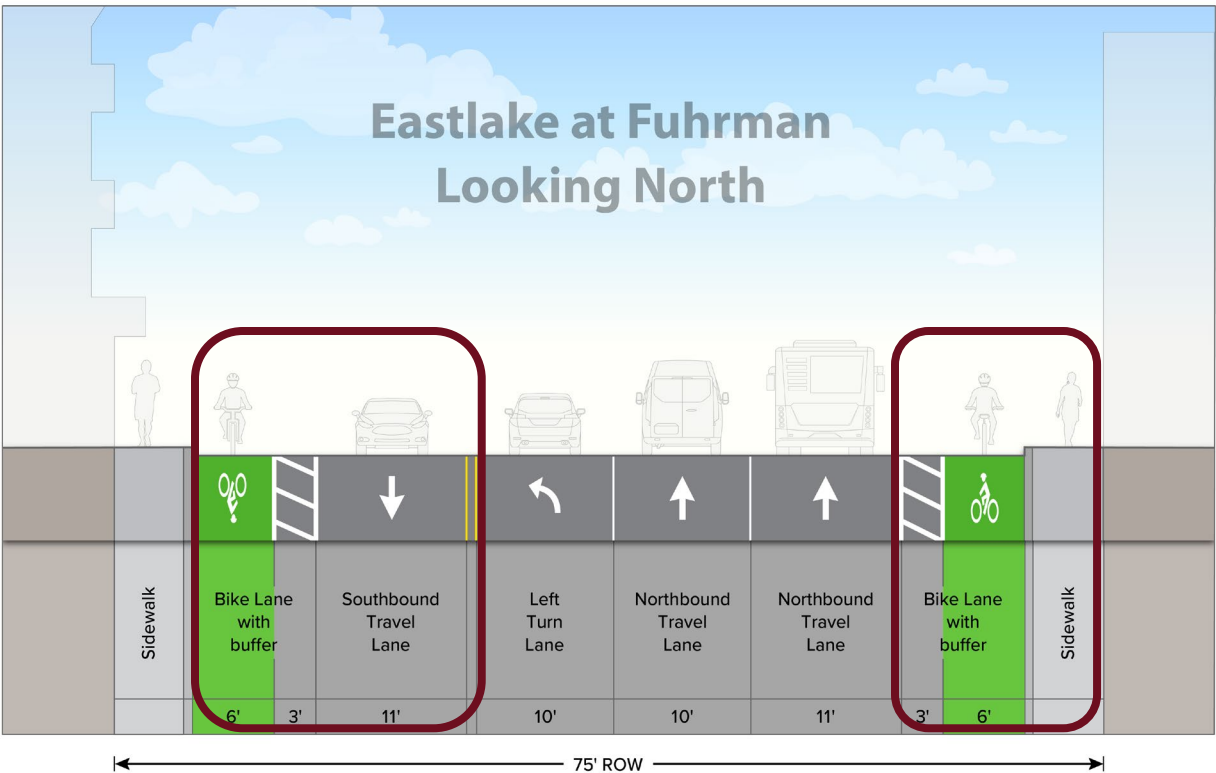 Eastlake at Fuhrman
Looking North
Sidewalk
Bike Lane
with
buffer
Southbound
Travel
Lane
Left
Turn
Lane
Northbound
Travel
Lane
Northbound
Travel
Lane
Bike Lane
with
buffer
Sidewalk
6' 3' 11' 10' 10' 11' 3' 6'
75' ROW